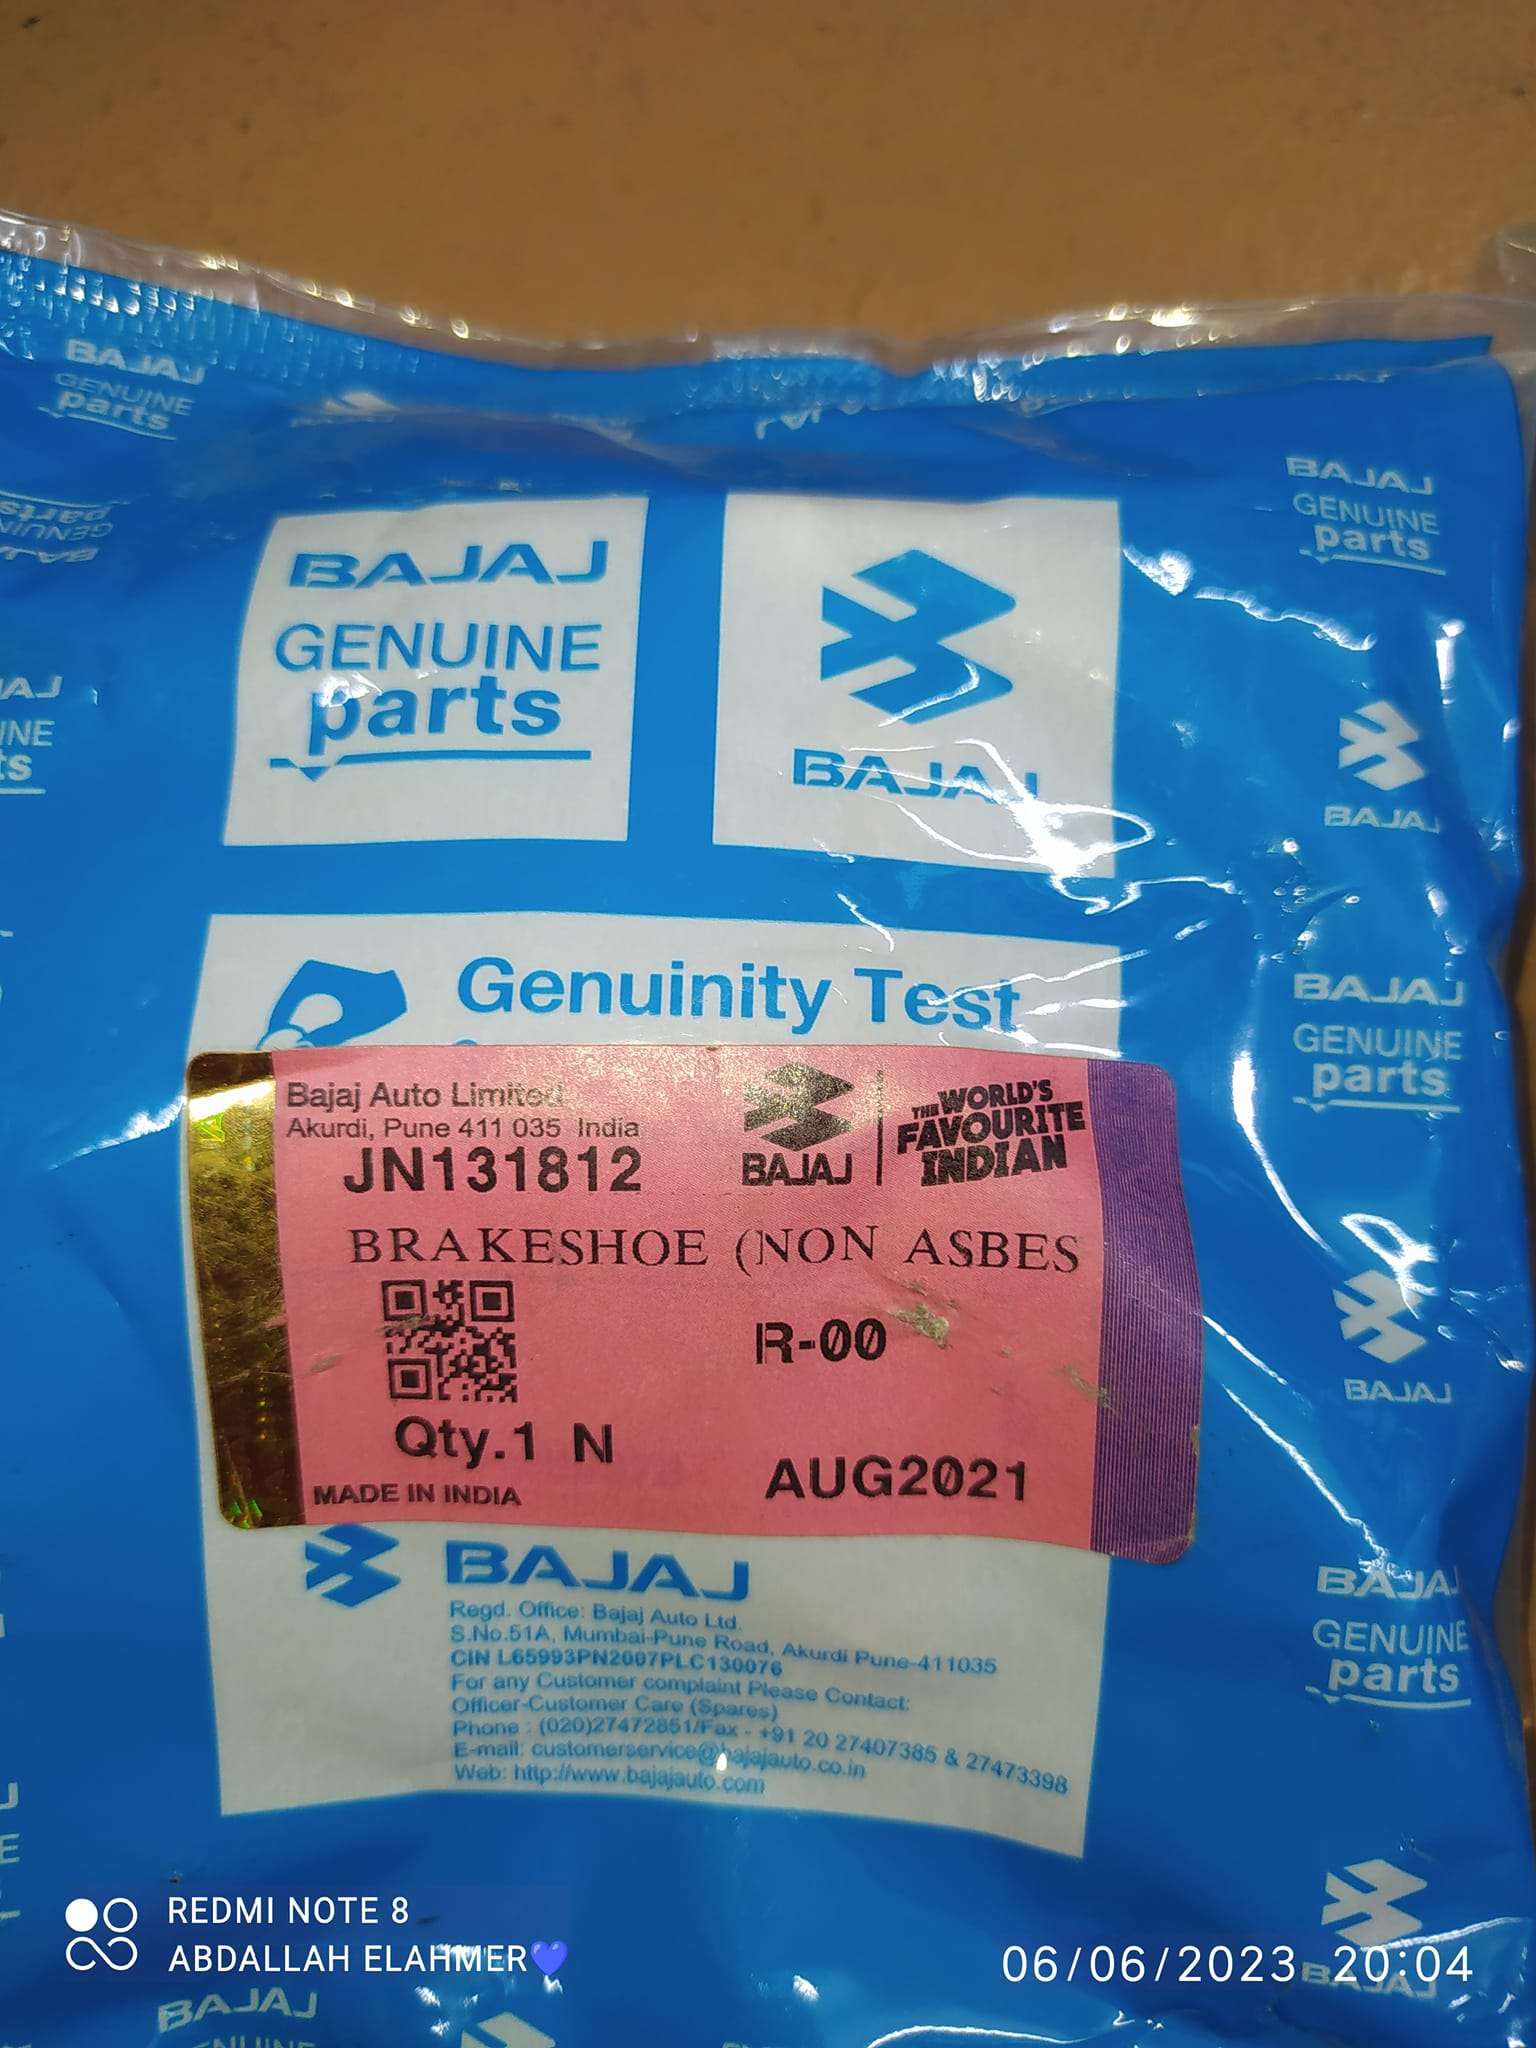 BAJAJ
GENUINE
parts
BAJAJ
GENUINE
parts
BAJAJ
BAJAJ
GENUINE
parts
BAJAJ
Genuinity Test
BAJAJ
GENUINE
parts
Bajaj Auto Limited
Akurdi, Pune 411 035 India
JN131812
BAJAJ
THE WORLD'S
FAVOURITE
INDIAN
BRAKESHOE (NON ASBES
R-00
Qty.1 N
AUG2021
MADE IN INDIA
BAJAJ
BAJAJ
Regd. Office: Bajaj Auto Ltd.
S.No.51A, Mumbai-Pune Road, Akurdi Pune-411035
CIN L65993PN2007PLC130076
For any Customer complaint Please Contact:
Officer-Customer Care (Spares)
Phone : (020)27472851/Fax - +91 20 27407385 & 27473398
E-mail: customerservice@bajajauto.co.in
Web: http://www.bajajauto.com
BAJAJ
GENUINE
parts
BAJAJ
REDMI NOTE 8
ABDALLAH ELAHMER💙
06/06/2023 20:04
BAJAJ